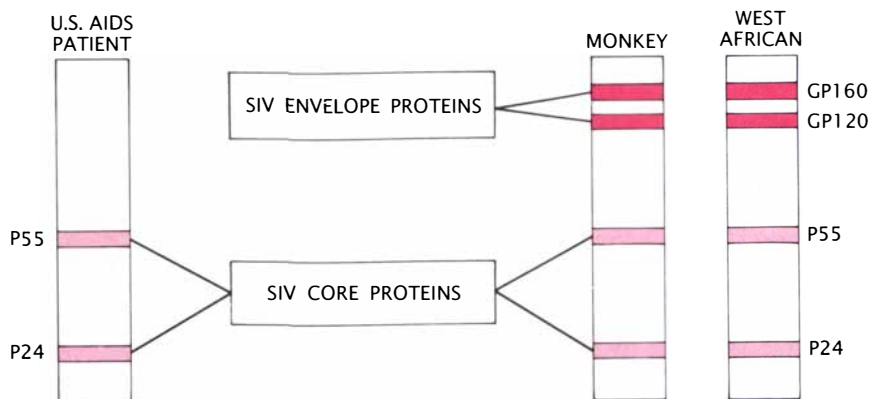 U.S. AIDS
PATIENT
MONKEY
WEST
AFRICAN
SIV ENVELOPE PROTEINS
GP160
GP120
P55
P55
SIV CORE PROTEINS
P24
P24